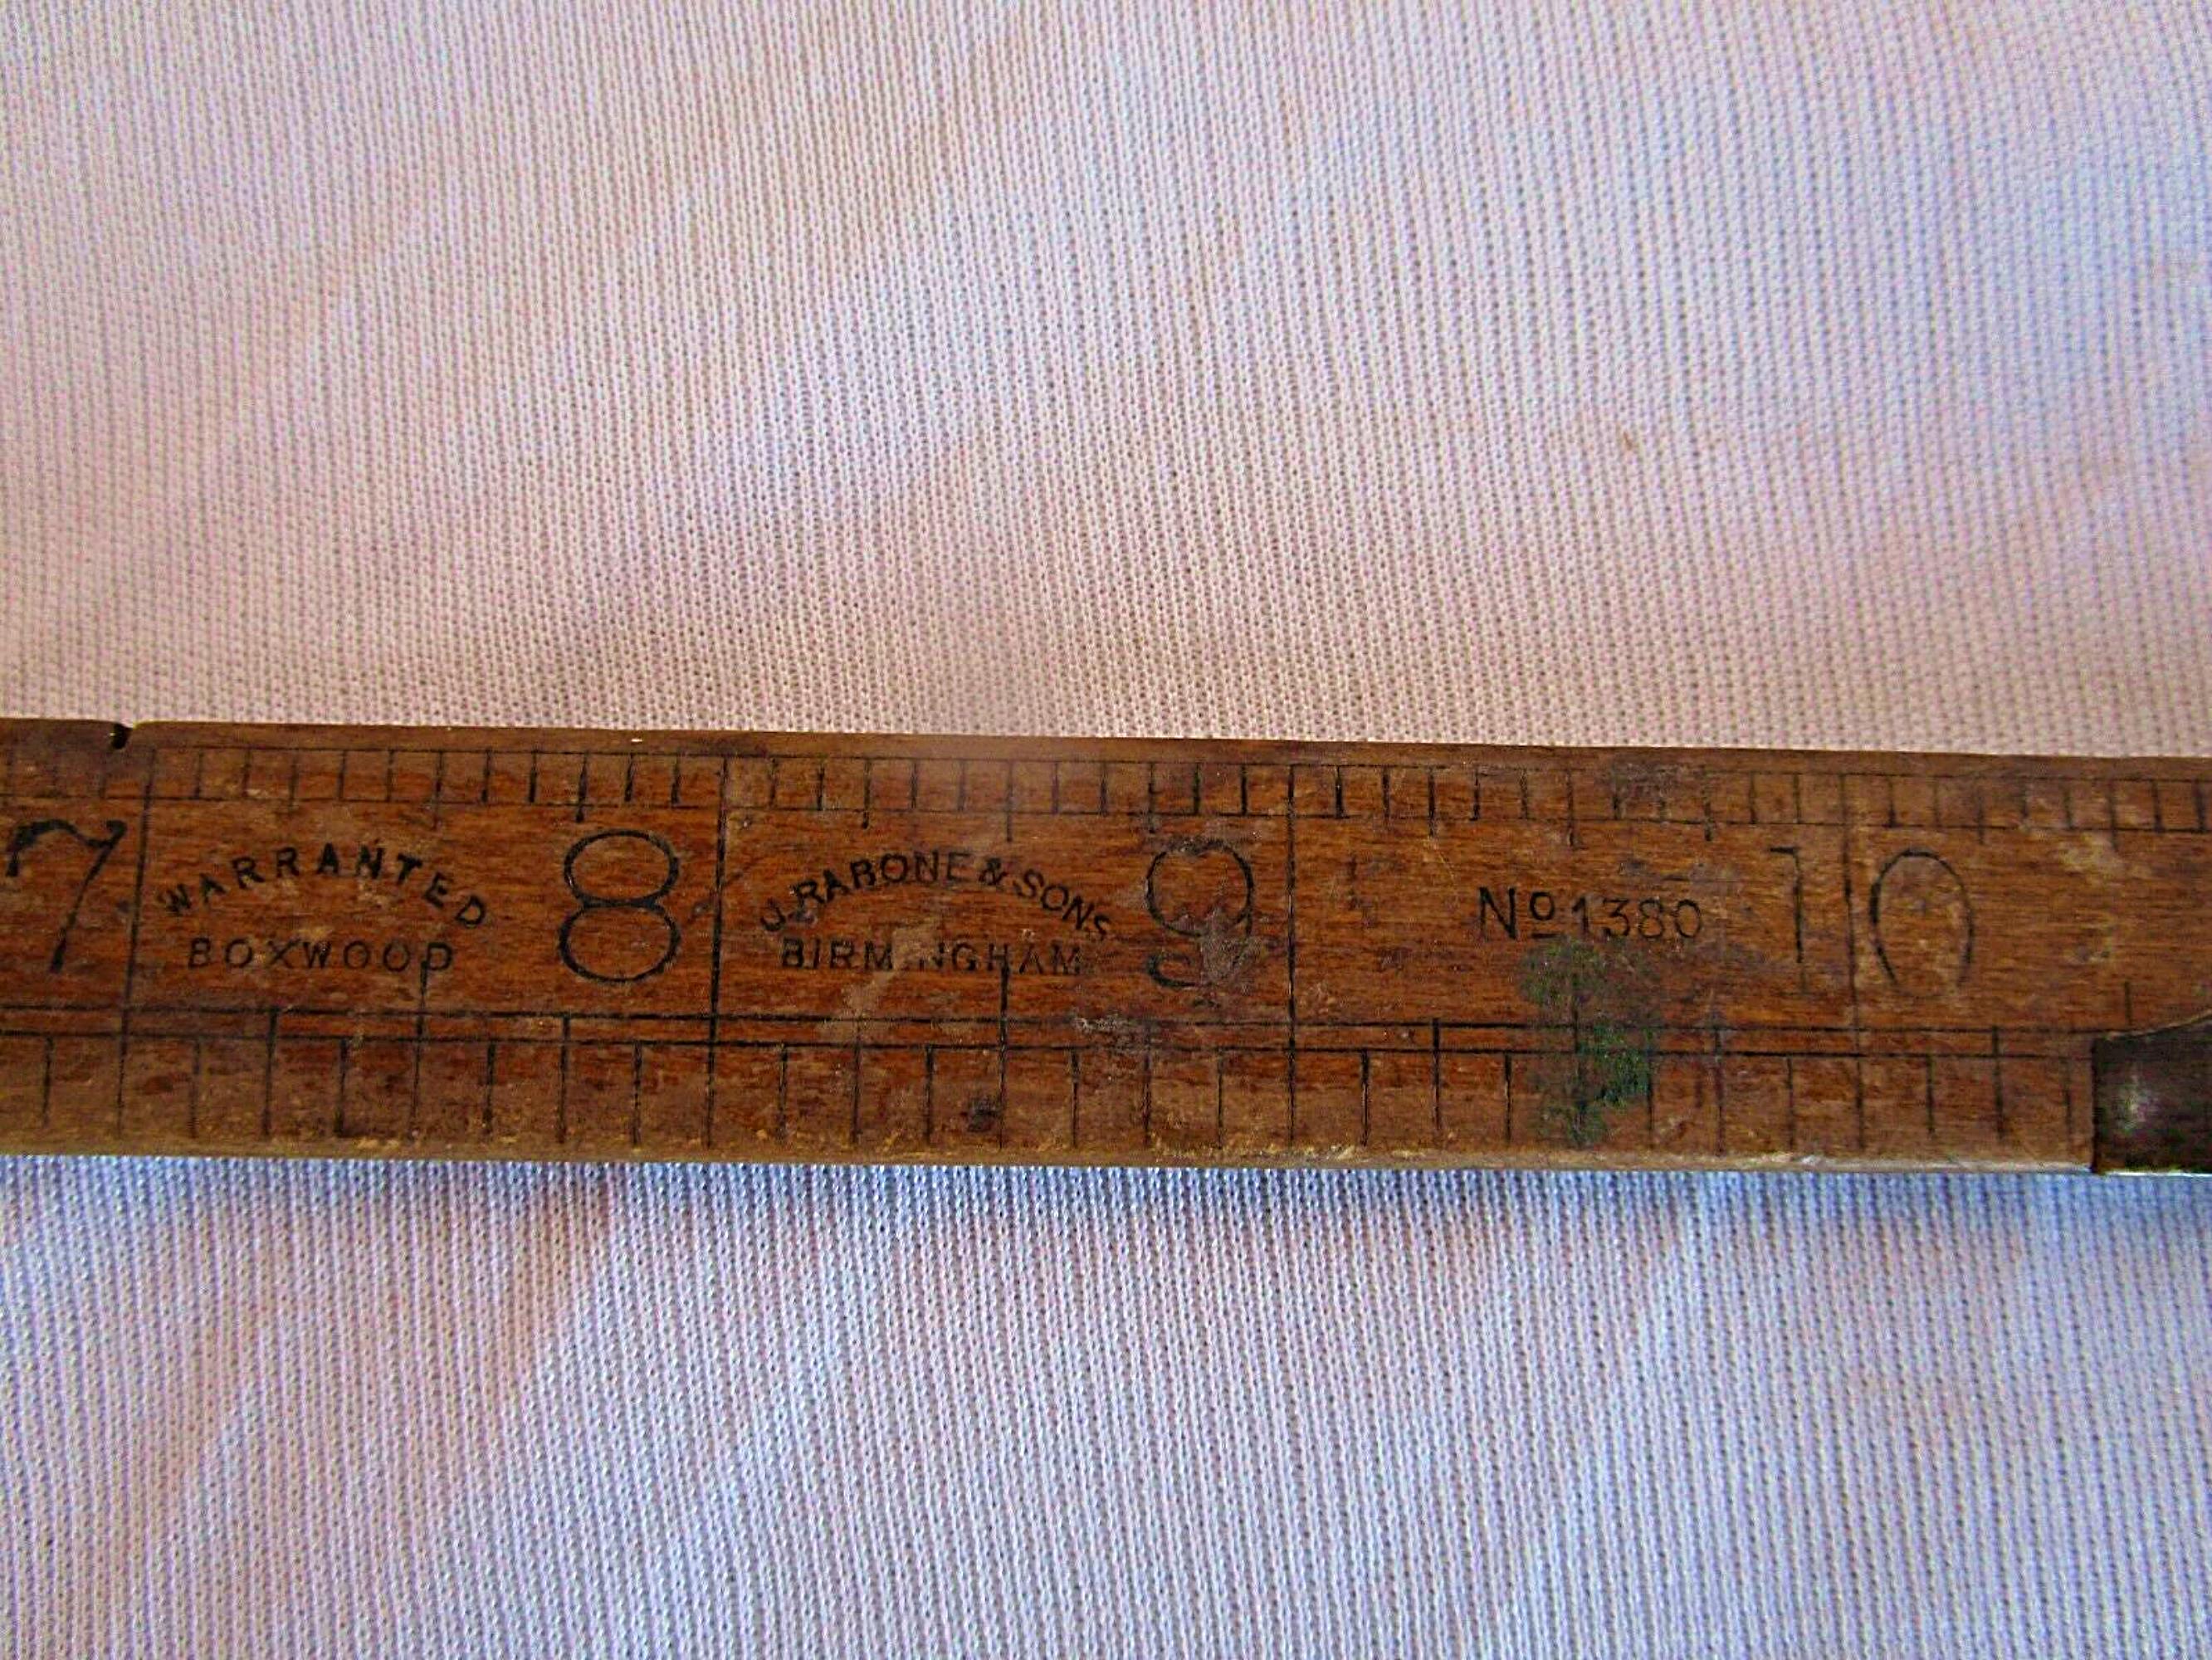 7
WARRANTED
BOXWOOD
8
J. RABONE & SONS
BIRMINGHAM
9
Nº 1380
10